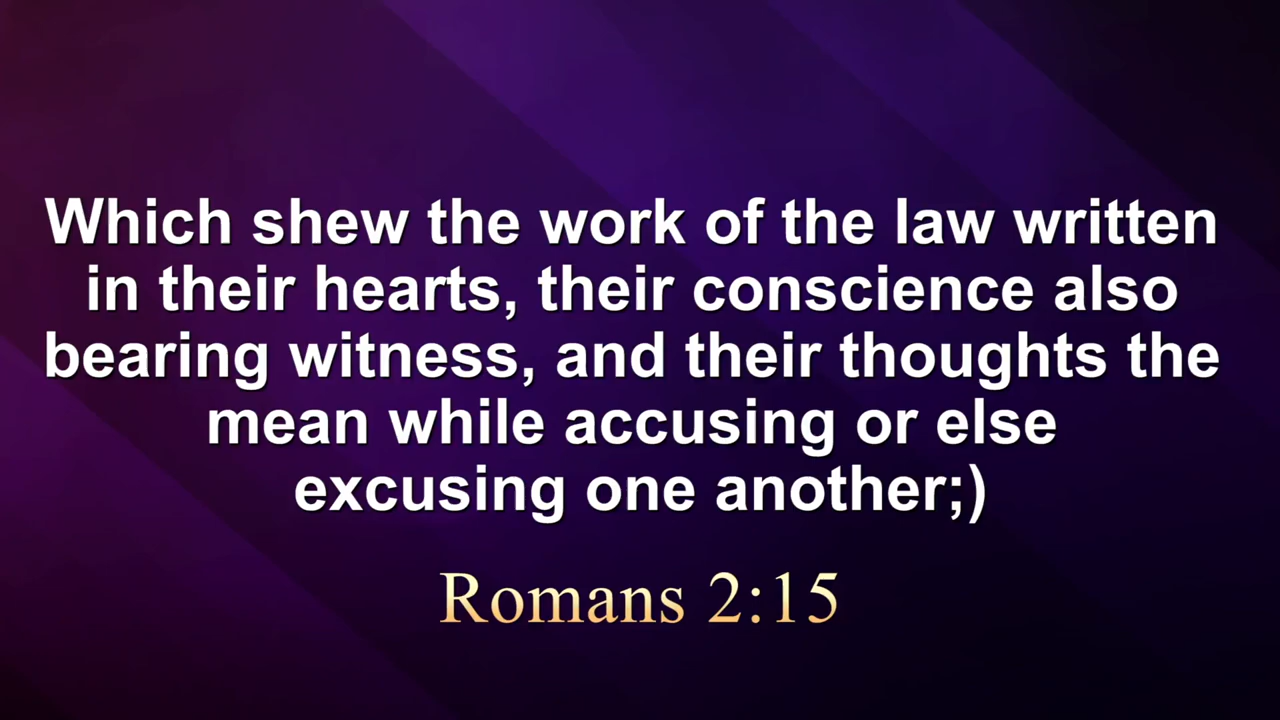 Which shew the work of the law written
in their hearts, their conscience also
bearing witness, and their thoughts the
mean while accusing or else
excusing one another;)
Romans 2:15